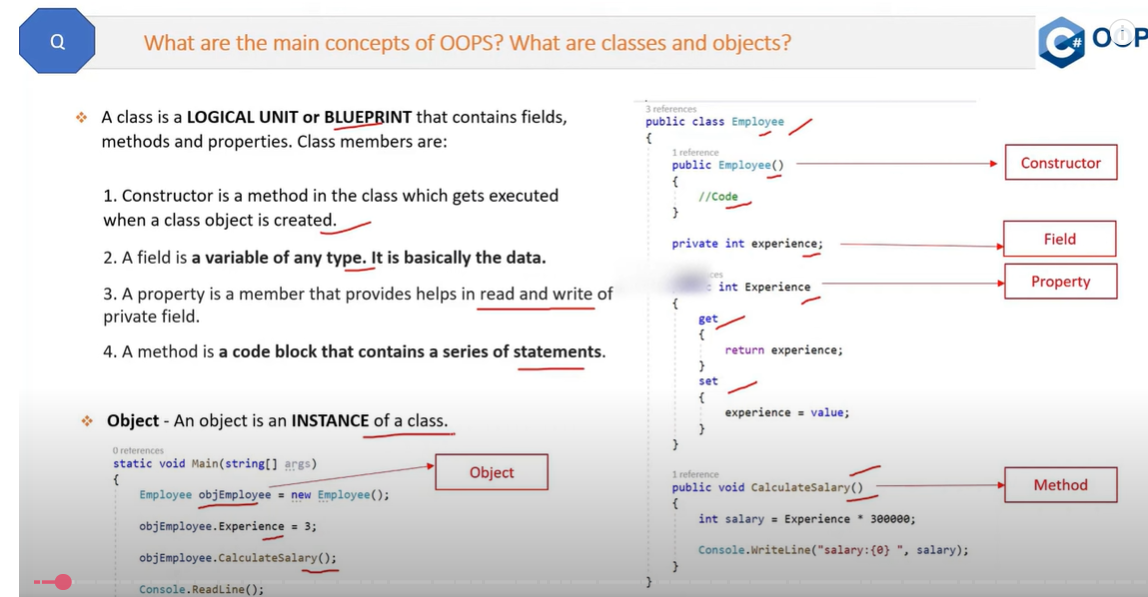 Q
What are the main concepts of OOPS? What are classes and objects?
C#
A class is a LOGICAL UNIT or BLUEPRINT that contains fields,
methods and properties. Class members are:
1. Constructor is a method in the class which gets executed
when a class object is created.
2. A field is a variable of any type. It is basically the data.
3. A property is a member that provides helps in read and write of
private field.
4. A method is a code block that contains a series of statements.
Object - An object is an INSTANCE of a class.
0 references
static void Main(string[] args)
{
Employee objEmployee = new Employee();
objEmployee.Experience = 3;
objEmployee.CalculateSalary();
Console.ReadLine();
Object
3 references
public class Employee
{
1 reference
public Employee()
{
//Code
}
private int experience;
int Experience
{
get
{
return experience;
}
set
{
experience = value;
}
}
1 reference
public void CalculateSalary()
{
int salary = Experience * 300000;
Console.WriteLine("salary:{0} ", salary);
}
}
Constructor
Field
Property
Method